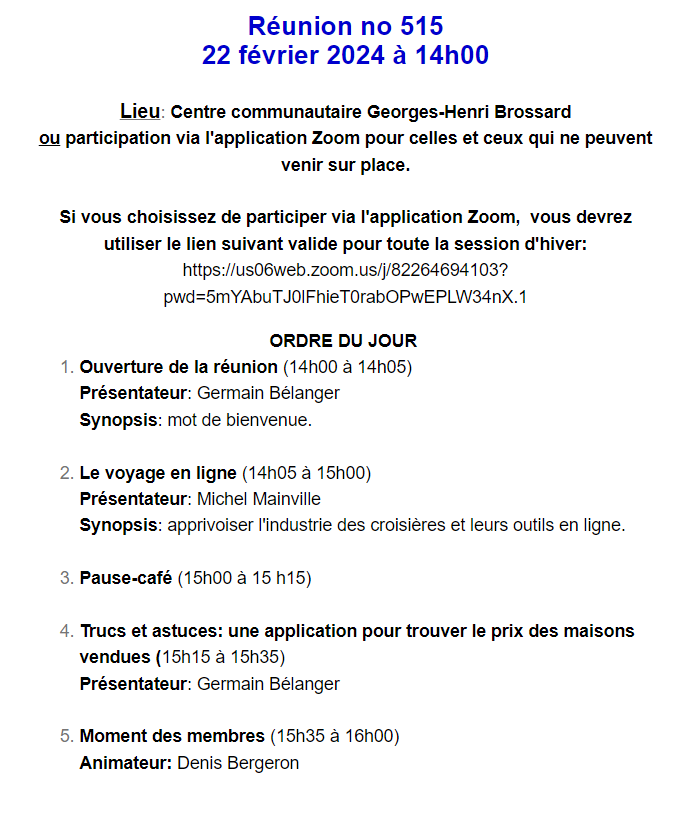 Réunion no 515
22 février 2024 à 14h00
Lieu: Centre communautaire Georges-Henri Brossard
ou participation via l'application Zoom pour celles et ceux qui ne peuvent
venir sur place.
Si vous choisissez de participer via l'application Zoom,  vous devrez
utiliser le lien suivant valide pour toute la session d'hiver:
https://us06web.zoom.us/j/82264694103?
pwd=5mYAbuTJ0lFhieT0rabOPwEPLW34nX.1
ORDRE DU JOUR
1. Ouverture de la réunion (14h00 à 14h05)
Présentateur: Germain Bélanger
Synopsis: mot de bienvenue.
2. Le voyage en ligne (14h05 à 15h00)
Présentateur: Michel Mainville
Synopsis: apprivoiser l'industrie des croisières et leurs outils en ligne.
3. Pause-café (15h00 à 15 h15)
4. Trucs et astuces: une application pour trouver le prix des maisons
vendues (15h15 à 15h35)
Présentateur: Germain Bélanger
5. Moment des membres (15h35 à 16h00)
Animateur: Denis Bergeron